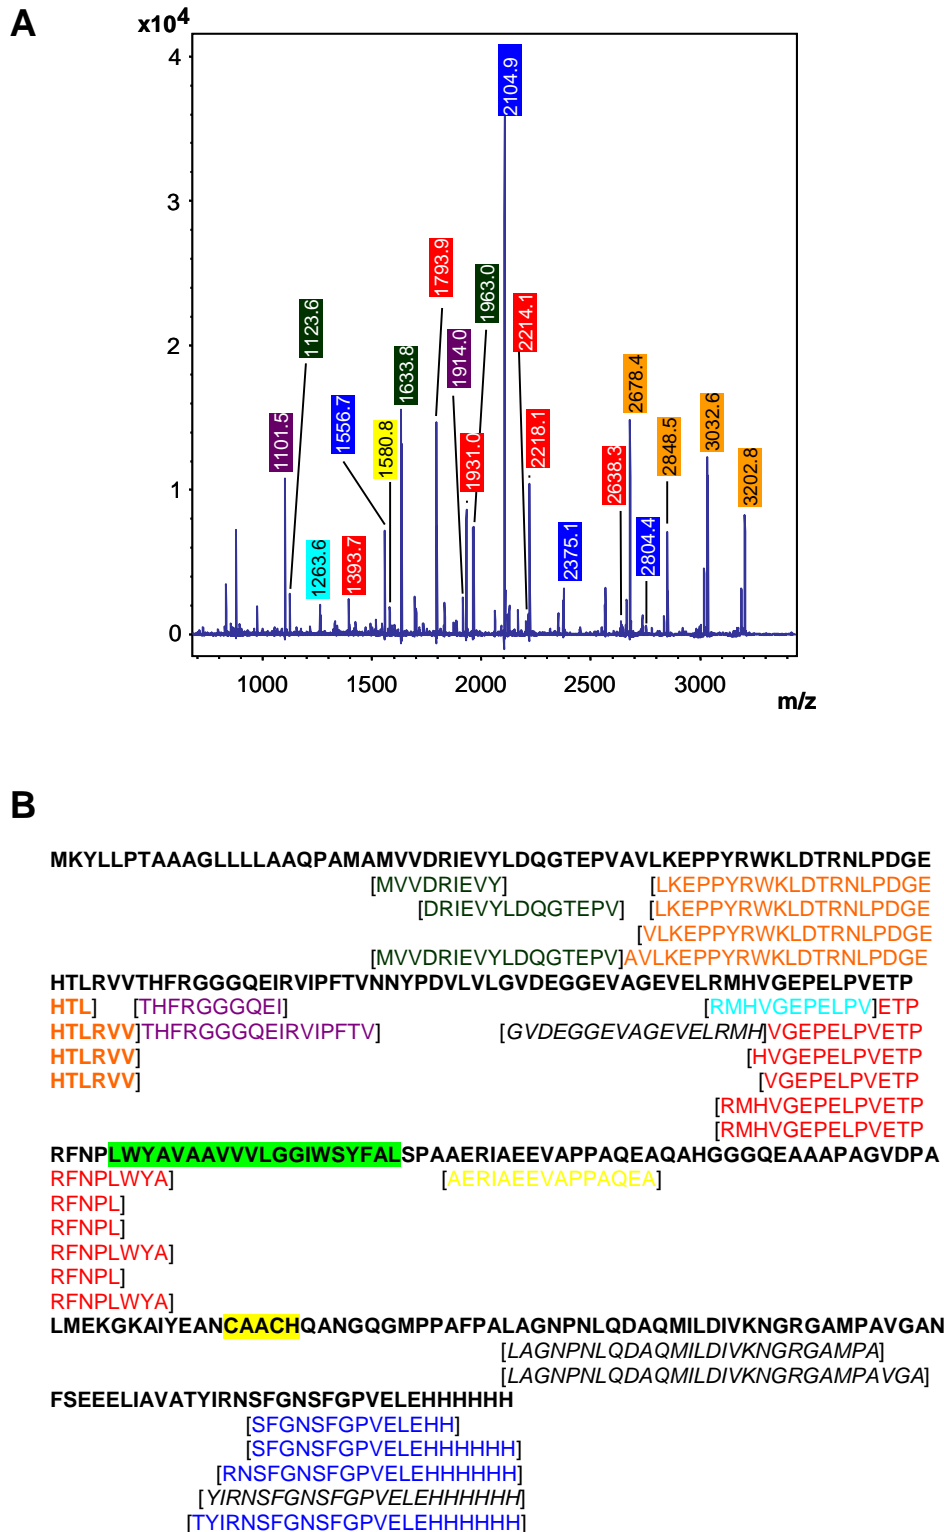 A
x10⁴
4
3
2
1
0
1101.5
1123.6
1263.6
1393.7
1556.7
1580.8
1633.8
1793.9
1914.0
1931.0
1963.0
2104.9
2214.1
2218.1
2375.1
2638.3
2678.4
2804.4
2848.5
3032.6
3202.8
1000 1500 2000 2500 3000
m/z
B
MKYLLPTAAAGLLLLAAQPAMAMVVDRIEVYLDQGTEPVAVLKEPPYRWKLDTRNLPDGE
[MVVDRIEVY] [LKEPPYRWKLDTRNLPDGE
[DRIEVYLDQGTEPV] [LKEPPYRWKLDTRNLPDGE
[VLKEPPYRWKLDTRNLPDGE
[MVVDRIEVYLDQGTEPV]AVLKEPPYRWKLDTRNLPDGE
HTLRVVTHFRGGGQEIRVIPFTVNNYPDVLVLGVDEGGEVAGEVELRMHVGEPELPVETP
HTL] [THFRGGGQEI] [RMHVGEPELPV]ETP
HTLRVV]THFRGGGQEIRVIPFTV] [GVDEGGEVAGEVELRMH]VGEPELPVETP
HTLRVV] [HVGEPELPVETP
HTLRVV] [VGEPELPVETP
[RMHVGEPELPVETP
[RMHVGEPELPVETP
RFNPLWYAVAAVVVLGGIWSYFALSPAAERIAEEVAPPAQEAQAHGGGQEAAAPAGVDPA
RFNPLWYA] [AERIAEEVAPPAQEA]
RFNPL]
RFNPL]
RFNPLWYA]
RFNPL]
RFNPLWYA]
LMEKGKAIYEANCAACHQANGQGMPPAFPALAGNPNLQDAQMILDIVKNGRGAMPAVGAN
[LAGNPNLQDAQMILDIVKNGRGAMPA]
[LAGNPNLQDAQMILDIVKNGRGAMPAVGA]
FSEEELIAVATYIRNSFGNSFGPVELEHHHHHH
[SFGNSFGPVELEHH]
[SFGNSFGPVELEHHHHHH]
[RNSFGNSFGPVELEHHHHHH]
[YIRNSFGNSFGPVELEHHHHHH]
[TYIRNSFGNSFGPVELEHHHHHH]